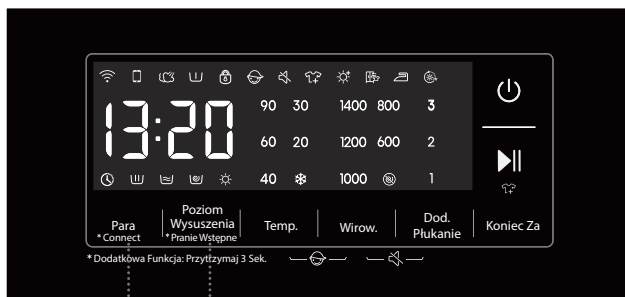 13:20
90 30 1400 800 3
60 20 1200 600 2
40 1000 1
Para
*Connect
Poziom
Wysuszenia
*Pranie Wstępne
Temp.
Wirow.
Dod.
Płukanie
Koniec Za
*Dodatkowa Funkcja: Przytrzymaj 3 Sek.